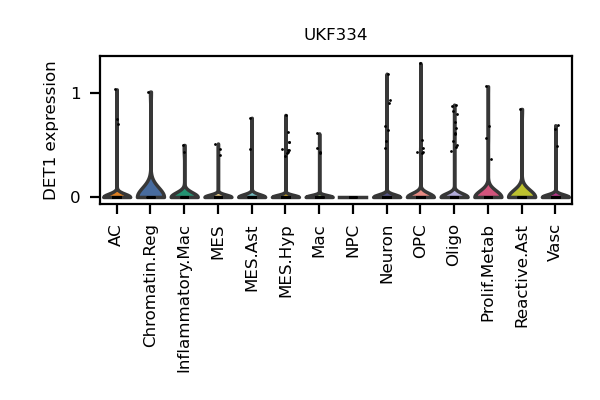 UKF334
DET1 expression
1
0
AC
Chromatin.Reg
Inflammatory.Mac
MES
MES.Ast
MES.Hyp
Mac
NPC
Neuron
OPC
Oligo
Prolif.Metab
Reactive.Ast
Vasc